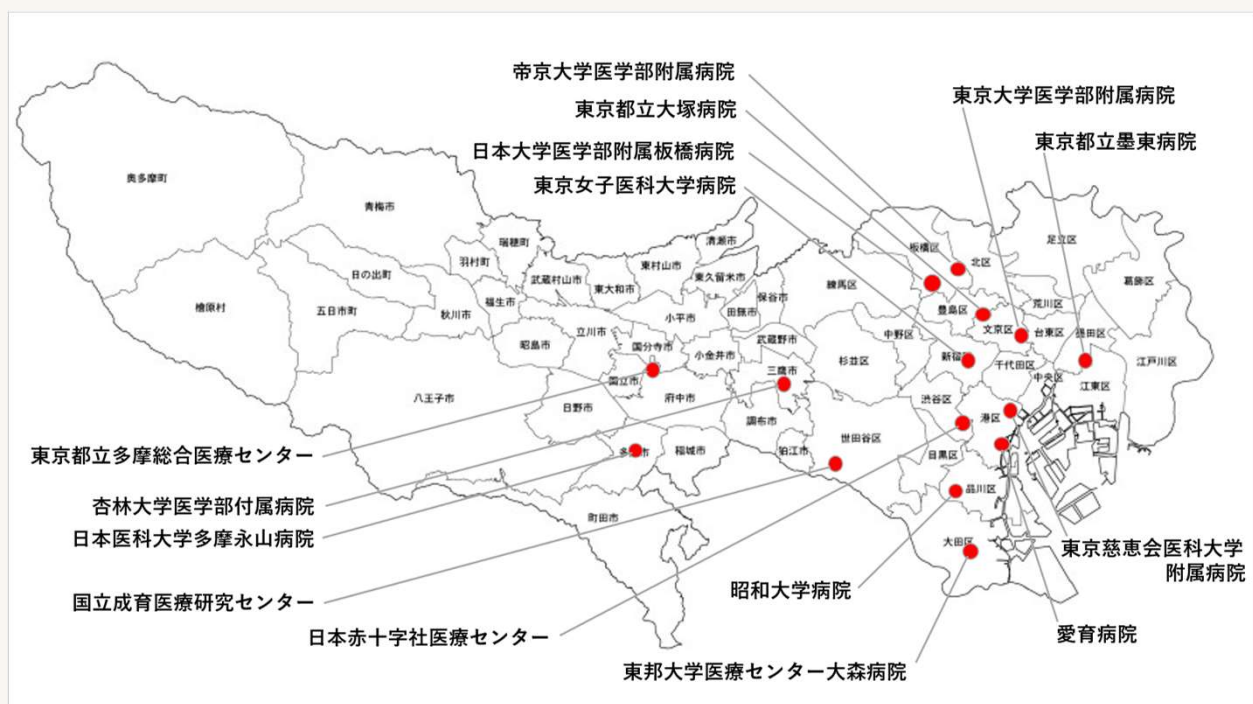 帝京大学医学部附属病院
東京都立大塚病院
日本大学医学部附属板橋病院
東京女子医科大学病院
東京大学医学部附属病院
東京都立墨東病院
奥多摩町
青梅市
瑞穂町
羽村町
日の出町
五日市町
檜原村
秋川市
福生市
武蔵村山市
東大和市
東村山市
清瀬市
東久留米市
保谷市
田無市
小平市
立川市
昭島市
国分寺市
小金井市
武蔵野市
三鷹市
国立市
府中市
八王子市
日野市
調布市
狛江市
稲城市
町田市
練馬区
板橋区
北区
足立区
葛飾区
荒川区
豊島区
文京区
台東区
墨田区
中野区
杉並区
新宿区
千代田区
中央区
江東区
江戸川区
渋谷区
港区
世田谷区
目黒区
品川区
大田区
東京都立多摩総合医療センター
杏林大学医学部付属病院
日本医科大学多摩永山病院
国立成育医療研究センター
日本赤十字社医療センター
昭和大学病院
東邦大学医療センター大森病院
東京慈恵会医科大学
附属病院
愛育病院